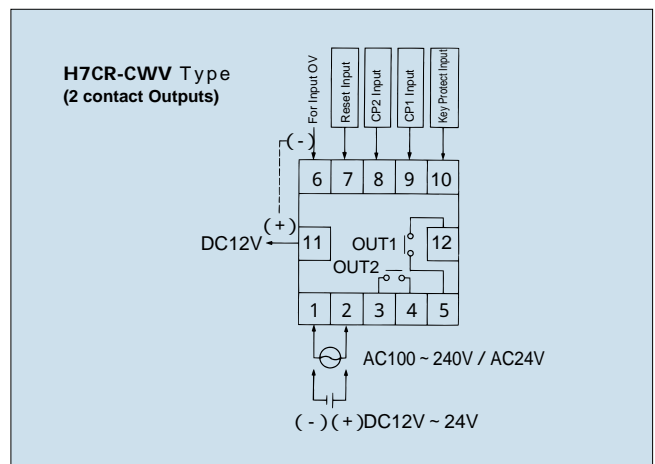 H7CR-CWV Type
(2 contact Outputs)
For Input OV
Reset Input
CP2 Input
CP1 Input
Key Protect Input
(-)
6 7 8 9 10
(+)
DC12V
11
OUT1
12
OUT2
1 2 3 4 5
AC100 ~ 240V / AC24V
(-)(+)DC12V ~ 24V